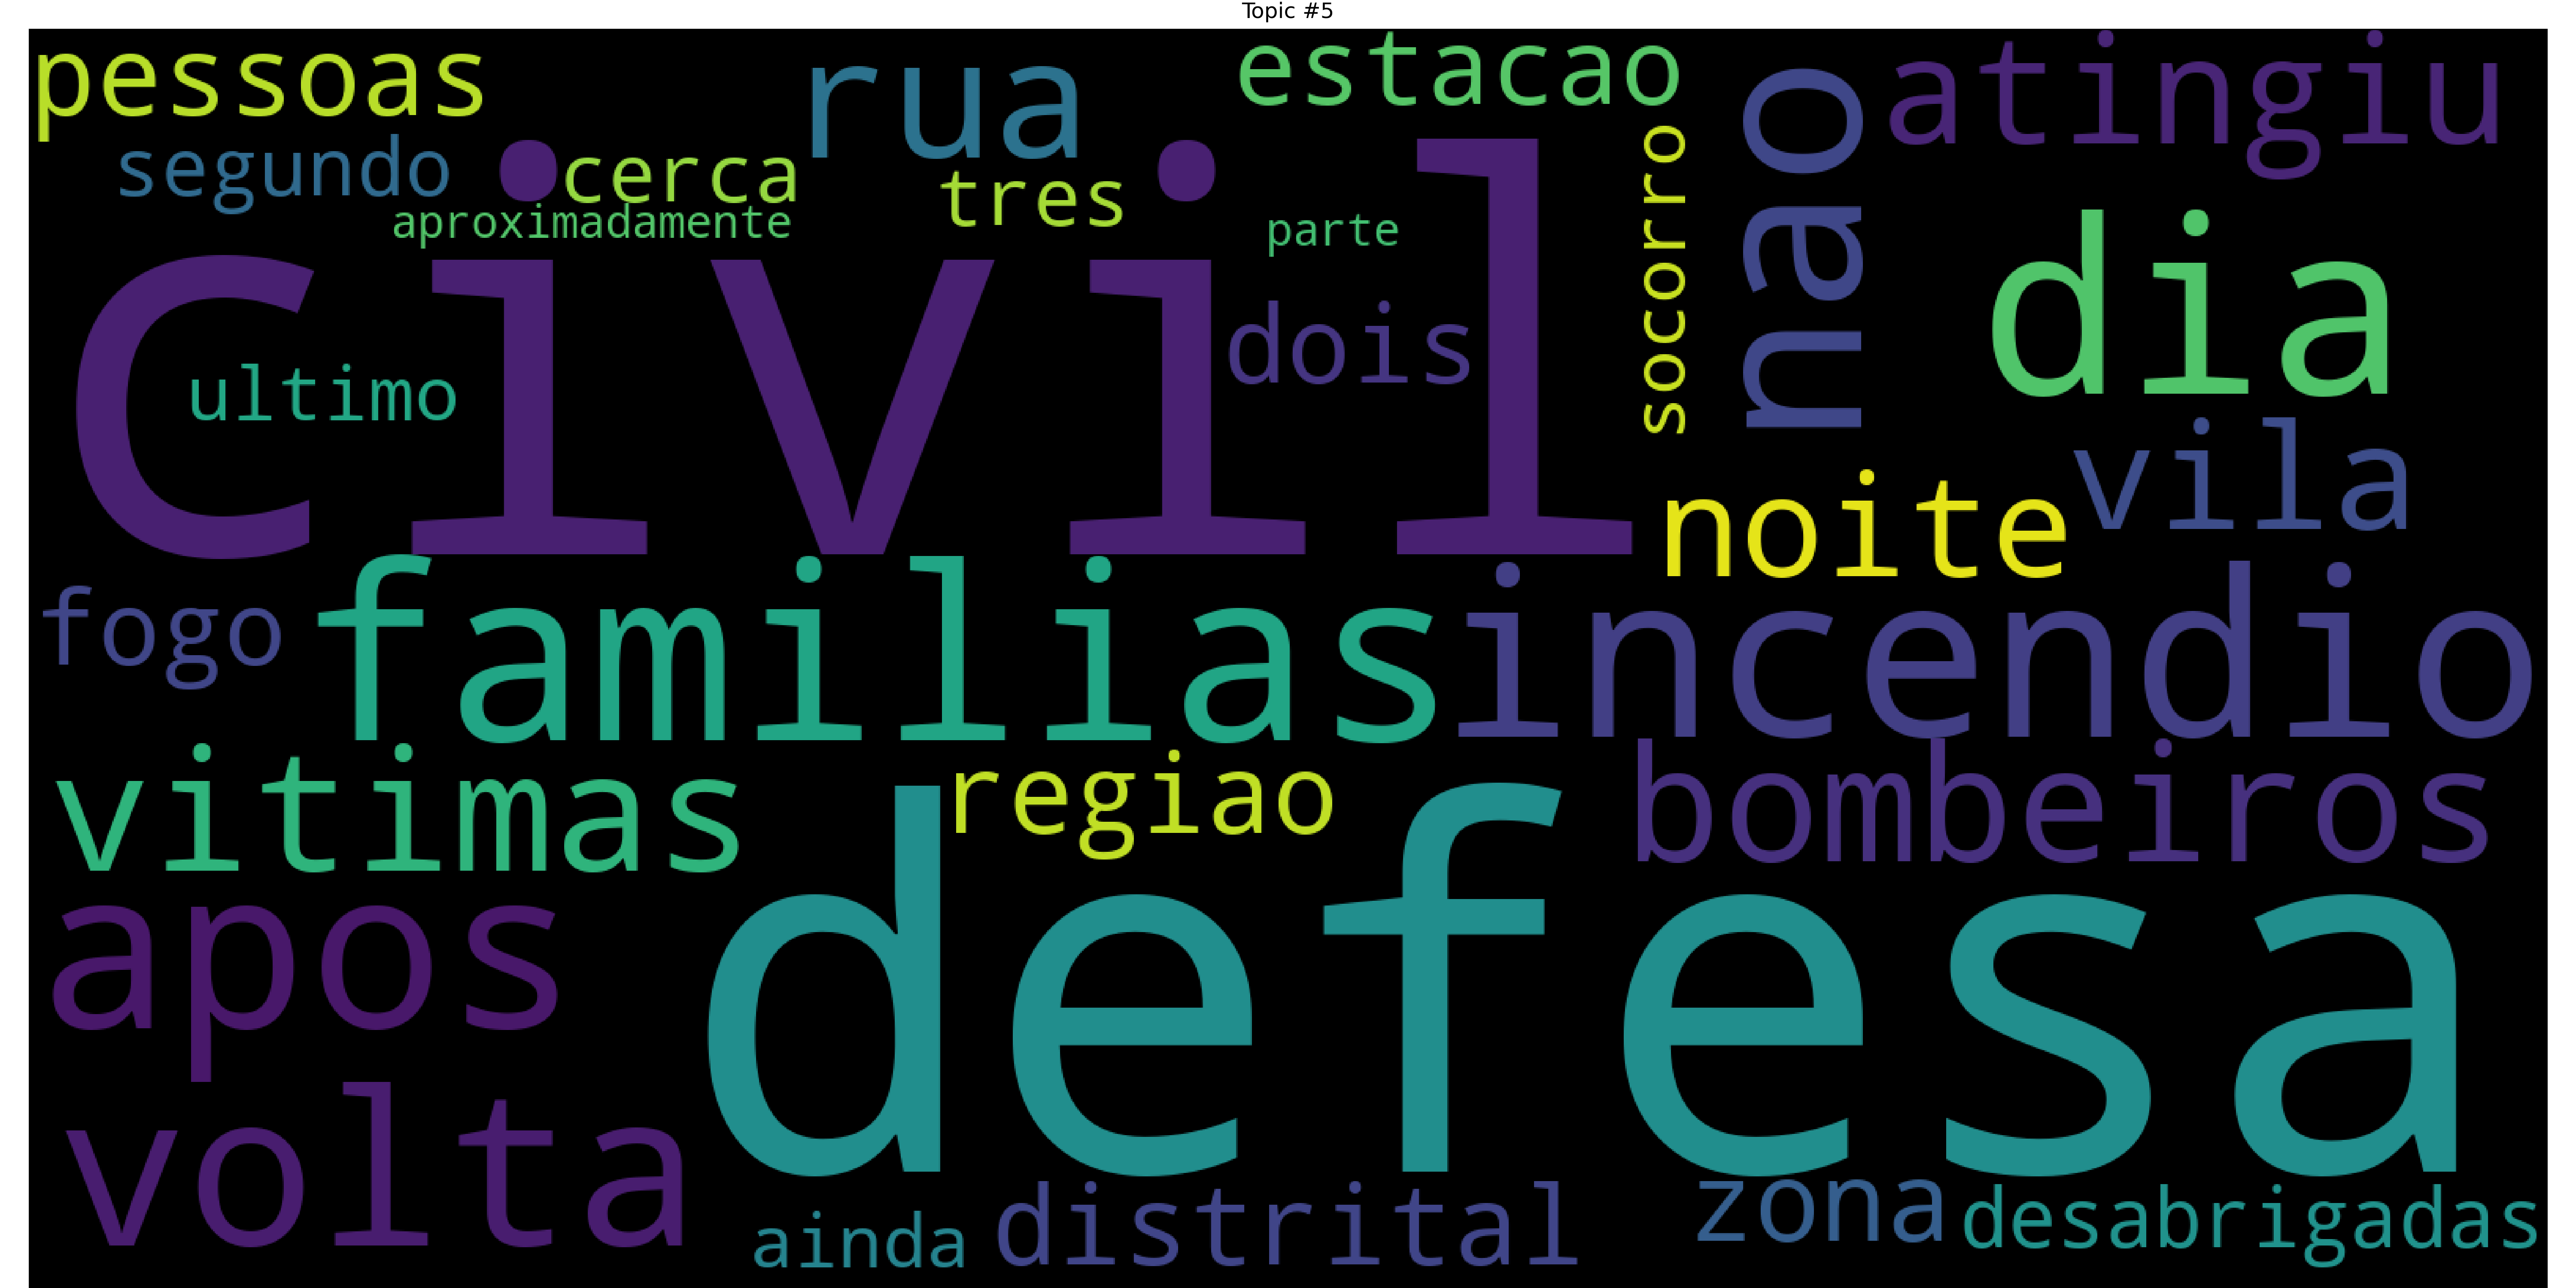 Topic #5
pessoas
rua
estacao
nao
atingiu
segundo
cerca
tres
socorro
aproximadamente
parte
civil
dia
ultimo
dois
vila
noite
fogo
familias
incendio
vitimas
regiao
bombeiros
apos
defesa
volta
ainda
distrital
zona
desabrigadas